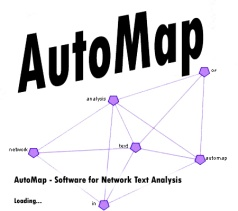 AutoMap
or
analysis
text
network
automap
AutoMap - Software for Network Text Analysis
in
Loading...